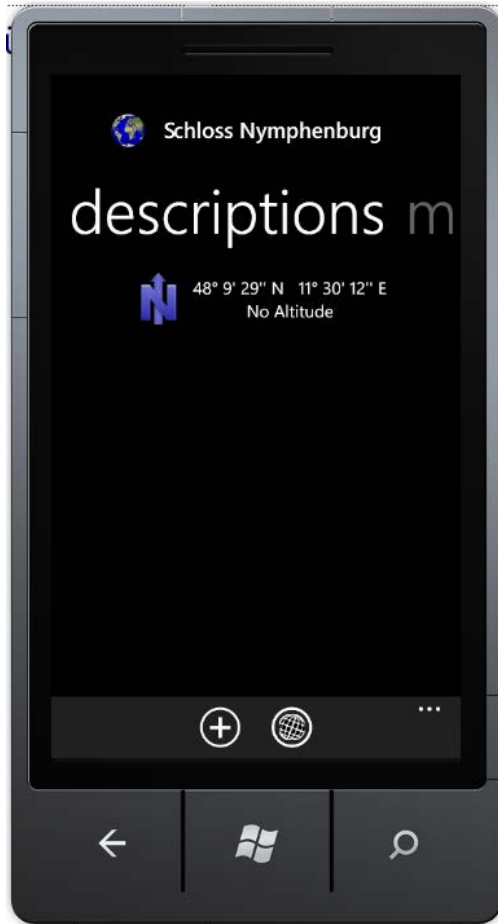 Schloss Nymphenburg
descriptions m
48° 9' 29'' N 11° 30' 12'' E
No Altitude